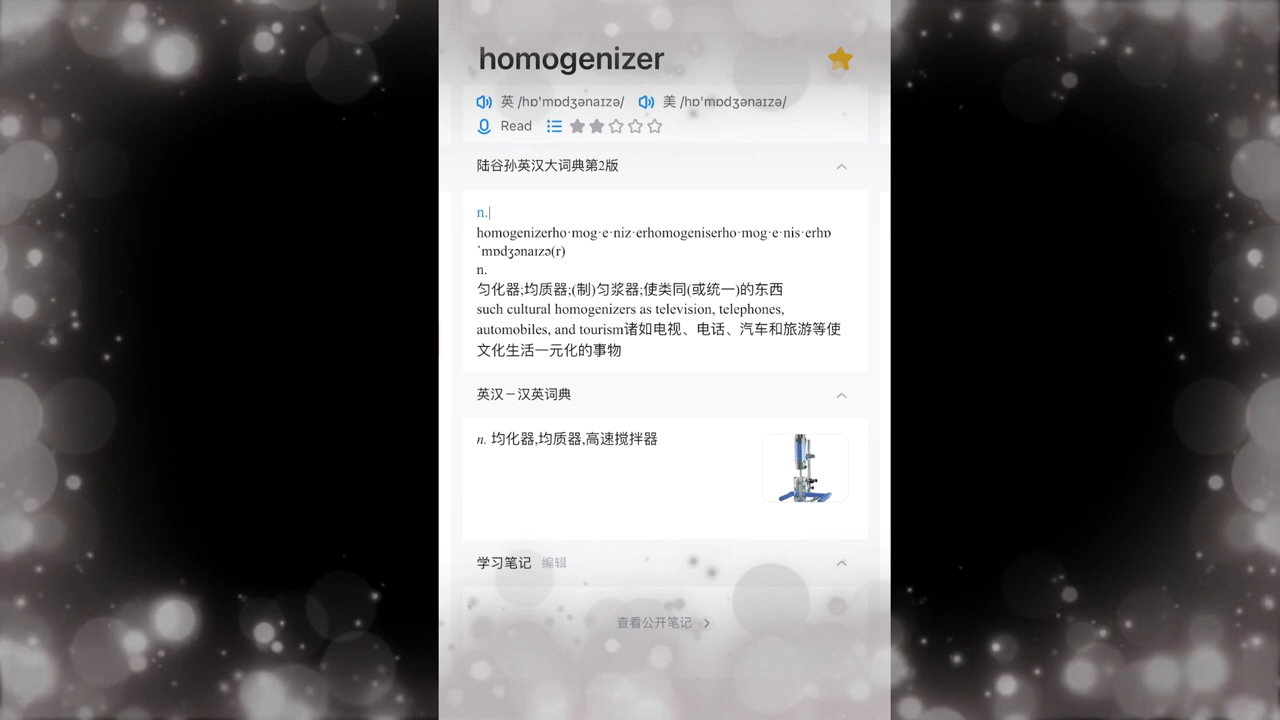 homogenizer
英 /hɒ'mɒdʒənaɪzə/ 美 /hɒ'mɒdʒənaɪzə/
Read
陆谷孙英汉大词典第2版
n.
homogenizerho·mog·e·niz·erhomogeniserho·mog·e·nis·erhɒ
ˈmɒdʒənaɪzə(r)
n.
匀化器;均质器;(制)匀浆器;使类同(或统一)的东西
such cultural homogenizers as television, telephones,
automobiles, and tourism诸如电视、电话、汽车和旅游等使
文化生活一元化的事物
英汉－汉英词典
n. 均化器,均质器,高速搅拌器
学习笔记 编辑
查看公开笔记